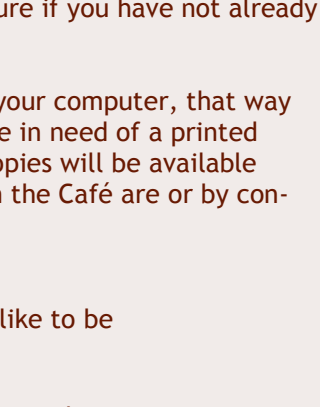 ure if you have not already
your computer, that way
e in need of a printed
opies will be available
n the Café are or by con-
like to be